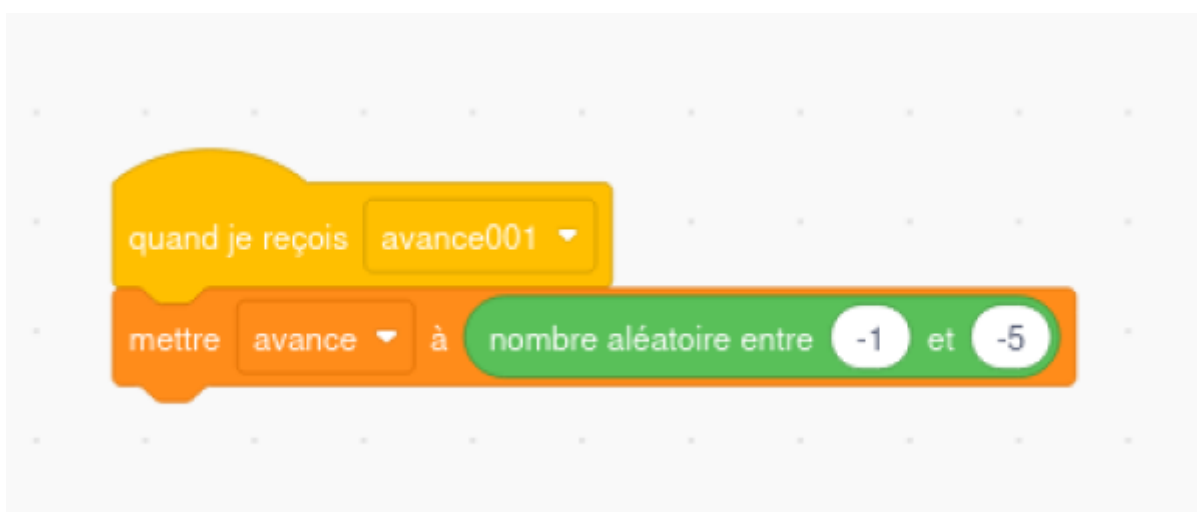 quand je reçois avance001
mettre avance à nombre aléatoire entre -1 et -5